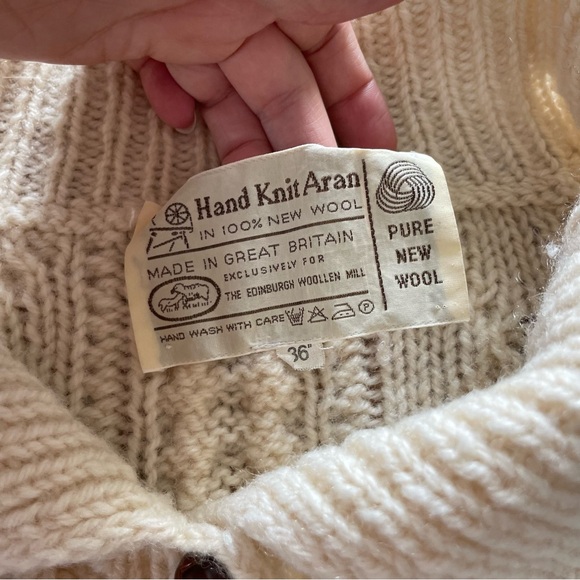 Hand Knit Aran
IN 100% NEW WOOL
MADE IN GREAT BRITAIN
EXCLUSIVELY FOR
THE EDINBURGH WOOLLEN MILL
HAND WASH WITH CARE
P
PURE
NEW
WOOL
36"